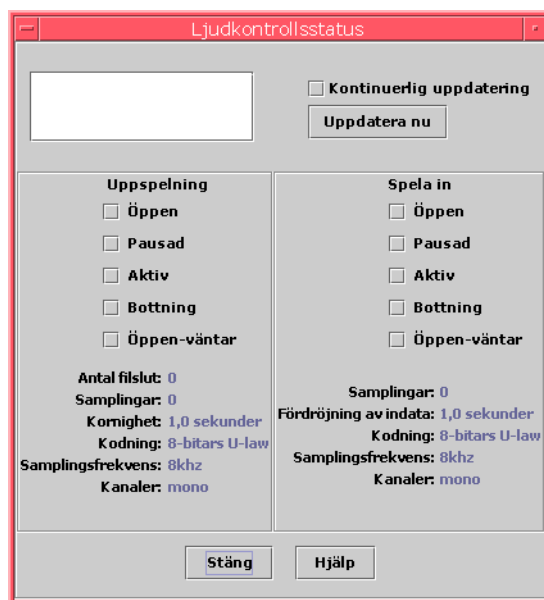 Ljudkontrollsstatus
Kontinuerlig uppdatering
Uppdatera nu
Uppspelning
Öppen
Pausad
Aktiv
Bottning
Öppen-väntar
Antal filslut: 0
Samplingar: 0
Kornighet: 1,0 sekunder
Kodning: 8-bitars U-law
Samplingsfrekvens: 8khz
Kanaler: mono
Spela in
Öppen
Pausad
Aktiv
Bottning
Öppen-väntar
Samplingar: 0
Fördröjning av indata: 1,0 sekunder
Kodning: 8-bitars U-law
Samplingsfrekvens: 8khz
Kanaler: mono
Stäng
Hjälp